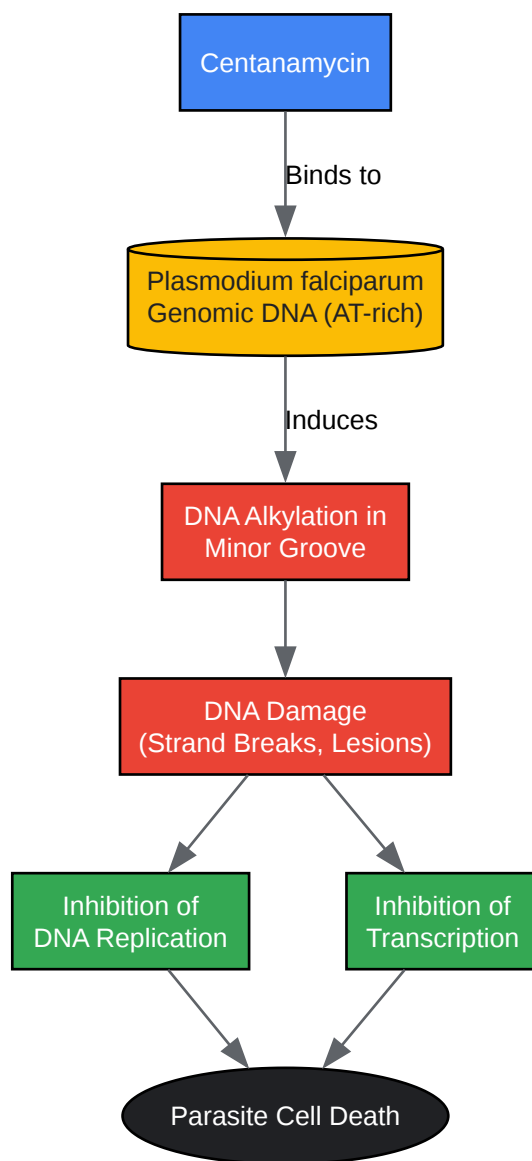 Centanamycin
Binds to
Plasmodium falciparum
Genomic DNA (AT-rich)
Induces
DNA Alkylation in
Minor Groove
DNA Damage
(Strand Breaks, Lesions)
Inhibition of
DNA Replication
Inhibition of
Transcription
Parasite Cell Death